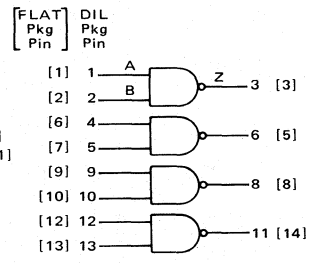 [FLAT Pkg Pin] DIL Pkg Pin
A
[1] 1 Z 3 [3]
[2] B 2
[6] 4 6 [5]
[7] 5
1]
[9] 9 8 [8]
[10] 10
[12] 12 11 [14]
[13] 13